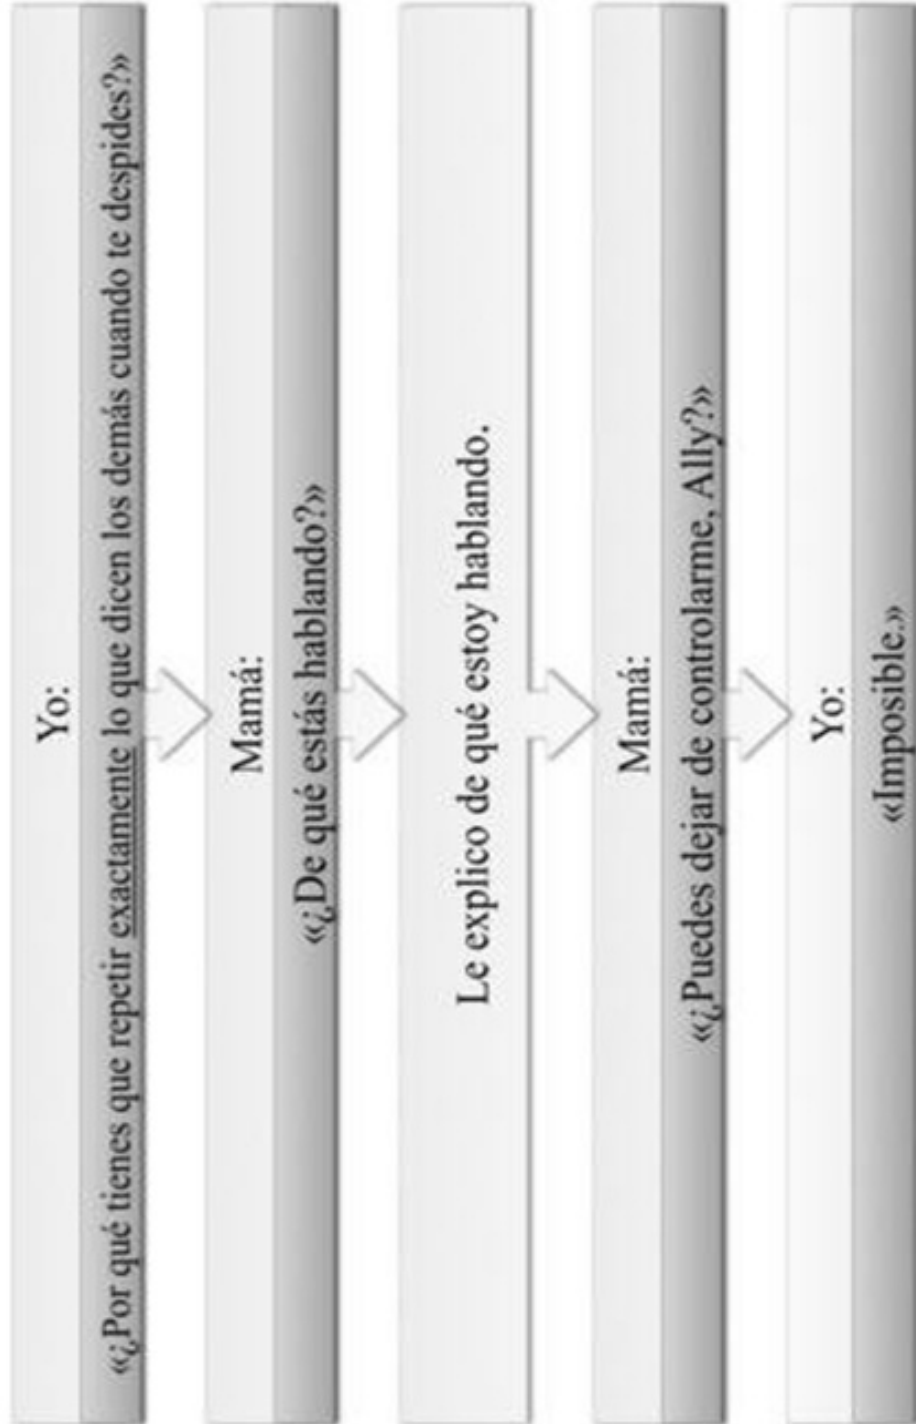 Yo:
«¿Por qué tienes que repetir exactamente lo que dicen los demás cuando te despides?»
Mamá:
«¿De qué estás hablando?»
Le explico de qué estoy hablando.
Mamá:
«¿Puedes dejar de controlarme, Ally?»
Yo:
«Imposible.»